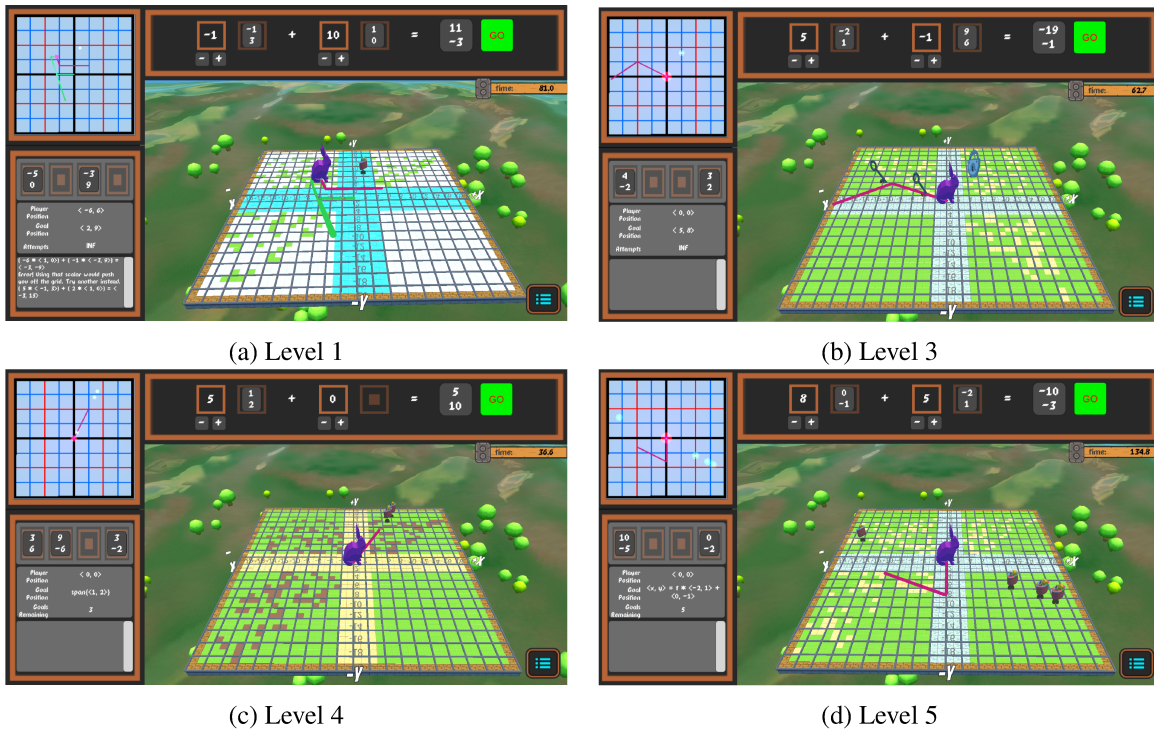 -1 -1 + 10 1 = 11 GO
3 0 -3
- + - +
time: 81.0
+Y
-X
-Y
-5 -3
0 9
Player Position < -6, 6>
Goal Position < 2, 9>
Attempts INF
you off the grid. Try another instead.
(a) Level 1
5 -2 + -1 9 = -19 GO
1 6 -1
- + - +
time: 62.7
+Y
-Y
4 3
-2 2
Player Position < 0, 0>
Goal Position < 5, 8>
Attempts INF
(b) Level 3
5 1 + 0 = 5 GO
2 10
- + - +
time: 36.6
+Y
-Y
3 9 3
6 -6 -2
Player Position < 0, 0>
Goal Position span(<1, 2>)
Goals Remaining 3
(c) Level 4
8 0 + 5 -2 = -10 GO
-1 1 -3
- + - +
time: 134.8
+Y
-Y
10 0
-5 -2
Player Position < 0, 0>
Goal Position <x, y> = t * <-2, 1> + <0, -1>
Goals Remaining 5
(d) Level 5